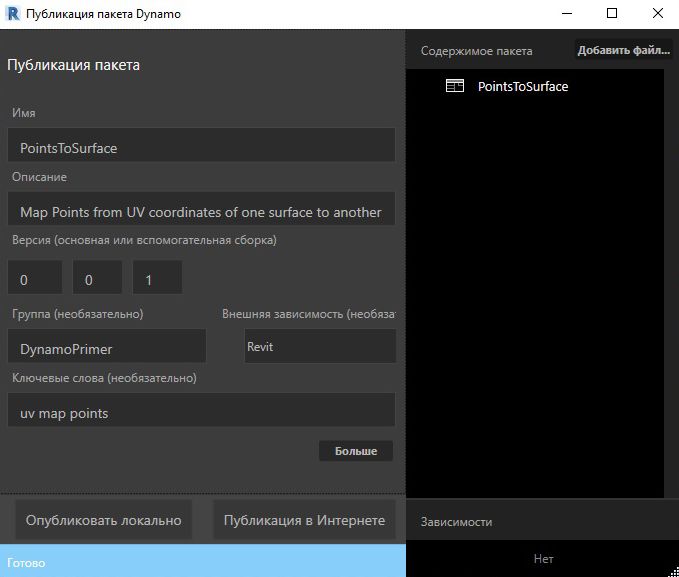 Публикация пакета Dynamo
Публикация пакета
Имя
PointsToSurface
Описание
Map Points from UV coordinates of one surface to another
Версия (основная или вспомогательная сборка)
0 0 1
Группа (необязательно) Внешняя зависимость (необяза
DynamoPrimer Revit
Ключевые слова (необязательно)
uv map points
Больше
Опубликовать локально Публикация в Интернете
Готово
Содержимое пакета Добавить файл...
PointsToSurface
Зависимости
Нет